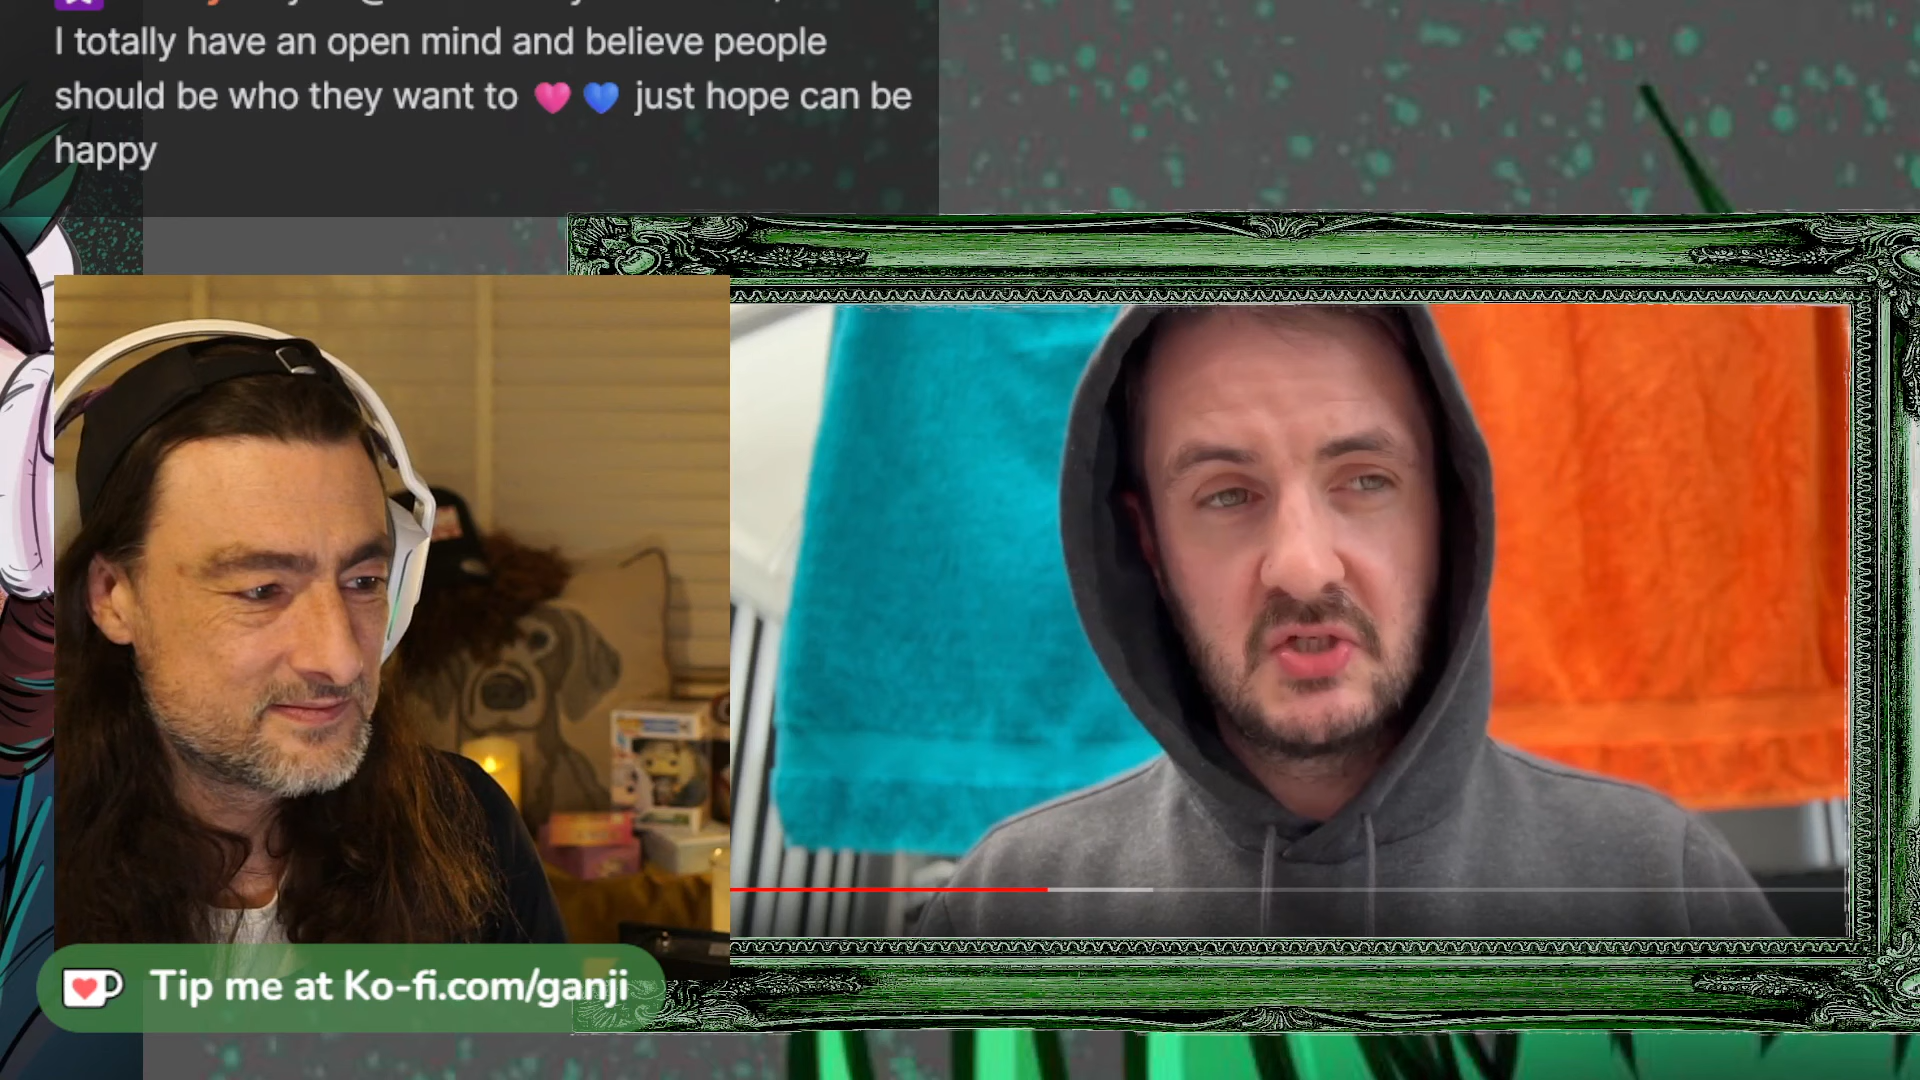 I totally have an open mind and believe people
should be who they want to 🩷 💙 just hope can be
happy
Tip me at Ko-fi.com/ganji